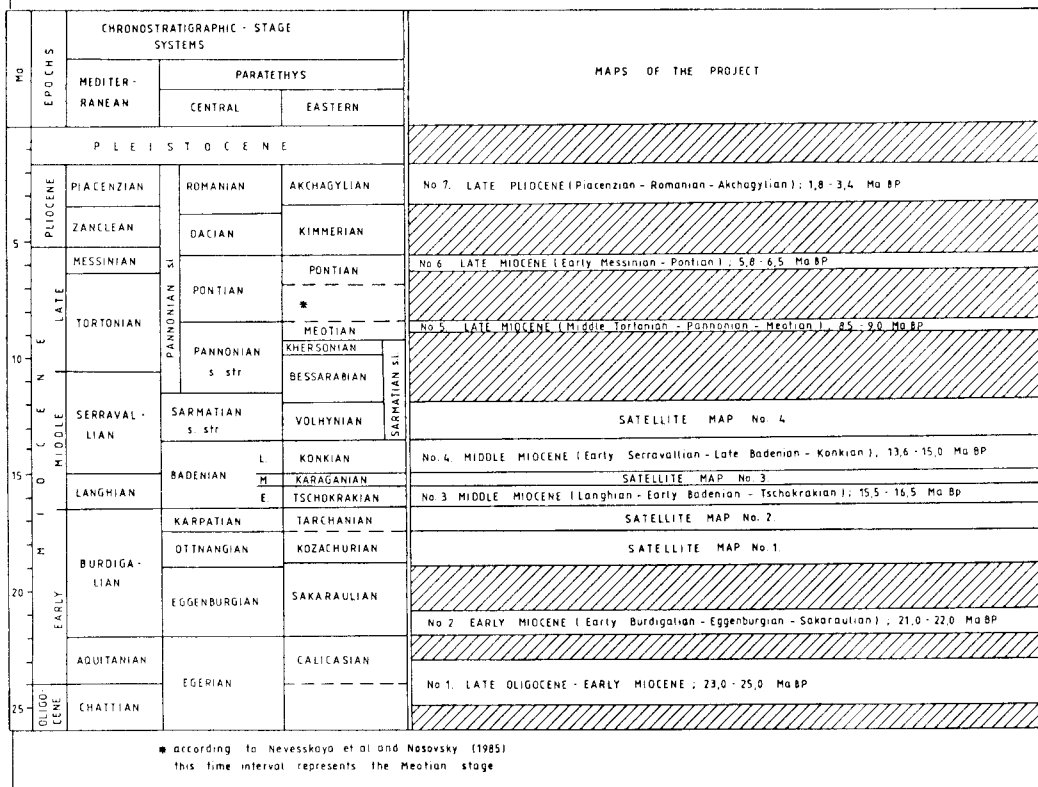 CHRONOSTRATIGRAPHIC - STAGE
SYSTEMS
Ma
EPOCHS
MEDITER-
RANEAN
PARATETHYS
CENTRAL
EASTERN
MAPS OF THE PROJECT
PLEISTOCENE
PLIOCENE
PIACENZIAN
ROMANIAN
AKCHAGYLIAN
No 7. LATE PLIOCENE (Piacenzian - Romanian - Akchagylian) ; 1,8 - 3,4 Ma BP
ZANCLEAN
DACIAN
KIMMERIAN
5
MESSINIAN
PONTIAN
No 6 LATE MIOCENE (Early Messinian - Pontian) ; 5,8 - 6,5 Ma BP
MIOCENE
LATE
TORTONIAN
PANNONIAN s.l
PONTIAN
*
MEOTIAN
No 5. LATE MIOCENE (Middle Tortonian - Pannonian - Meotian) , 8,5 - 9,0 Ma BP
10
PANNONIAN
s str
KHERSONIAN
BESSARABIAN
SARMATIAN s.l.
MIDDLE
SERRAVAL -
LIAN
SARMATIAN
s. str
VOLHYNIAN
SATELLITE MAP No. 4
BADENIAN
L.
KONKIAN
No. 4. MIDDLE MIOCENE (Early Serravallian - Late Badenian - Konkian), 13,6 - 15,0 Ma BP
15
M
KARAGANIAN
SATELLITE MAP No. 3.
LANGHIAN
E.
TSCHOKRAKIAN
No. 3 MIDDLE MIOCENE (Langhian - Early Badenian - Tschokrakian) ; 15,5 - 16,5 Ma Bp
EARLY
BURDIGA -
LIAN
KARPATIAN
TARCHANIAN
SATELLITE MAP No. 2.
OTTNANGIAN
KOZACHURIAN
SATELLITE MAP No. 1.
20
EGGENBURGIAN
SAKARAULIAN
No 2 EARLY MIOCENE (Early Burdigalian - Eggenburgian - Sakaraulian) ; 21,0 - 22,0 Ma BP
AQUITANIAN
EGERIAN
CALICASIAN
No 1. LATE OLIGOCENE - EARLY MIOCENE ; 23,0 - 25,0 Ma BP
25
OLIGO-
CENE
CHATTIAN
* according to Nevesskaya et al and Nosovsky (1985)
this time interval represents the Meotian stage